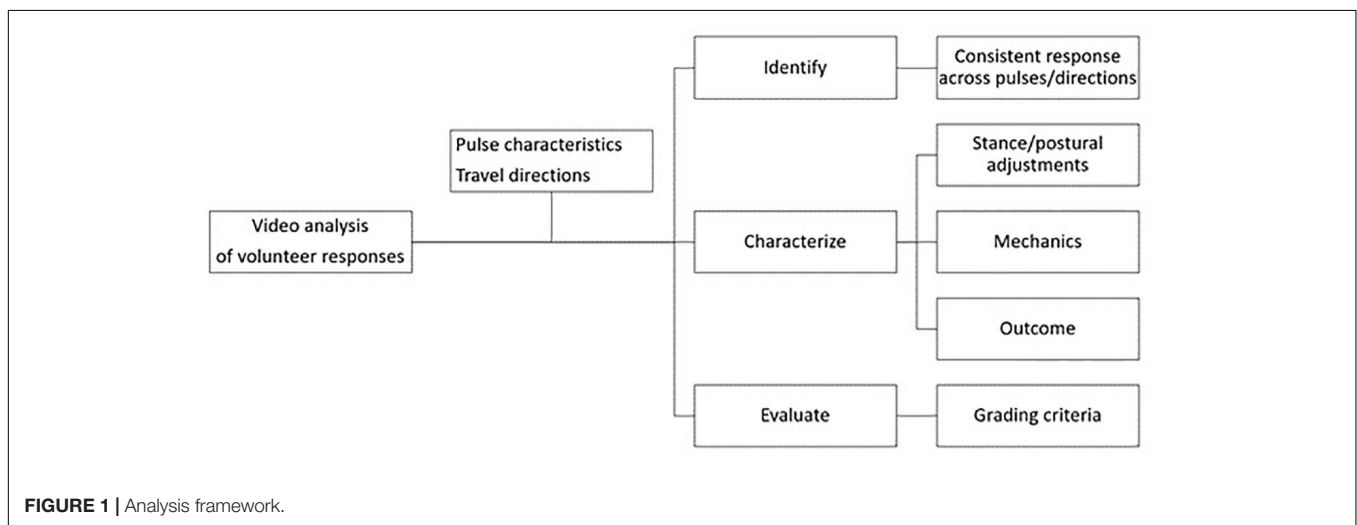 Identify
Consistent response
across pulses/directions
Pulse characteristics
Travel directions
Stance/postural
adjustments
Video analysis
of volunteer responses
Characterize
Mechanics
Outcome
Evaluate
Grading criteria
FIGURE 1 | Analysis framework.